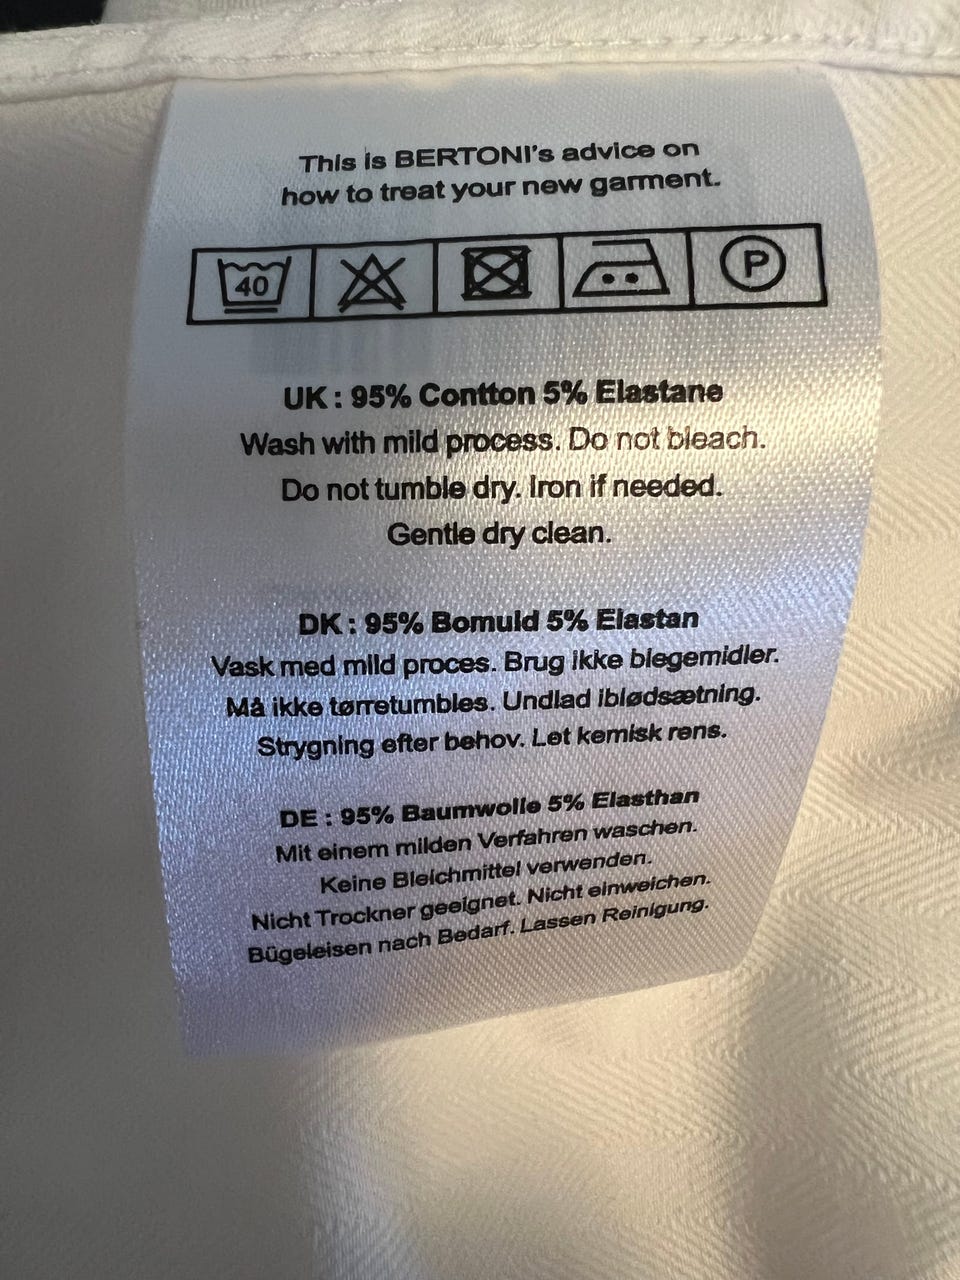 This is BERTONI's advice on
how to treat your new garment.
40 P
UK : 95% Contton 5% Elastane
Wash with mild process. Do not bleach.
Do not tumble dry. Iron if needed.
Gentle dry clean.
DK : 95% Bomuld 5% Elastan
Vask med mild proces. Brug ikke blegemidler.
Må ikke tørretumbles. Undlad iblødsætning.
Strygning efter behov. Let kemisk rens.
DE : 95% Baumwolle 5% Elasthan
Mit einem milden Verfahren waschen.
Keine Bleichmittel verwenden.
Nicht Trockner geeignet. Nicht einweichen.
Bügeleisen nach Bedarf. Lassen Reinigung.